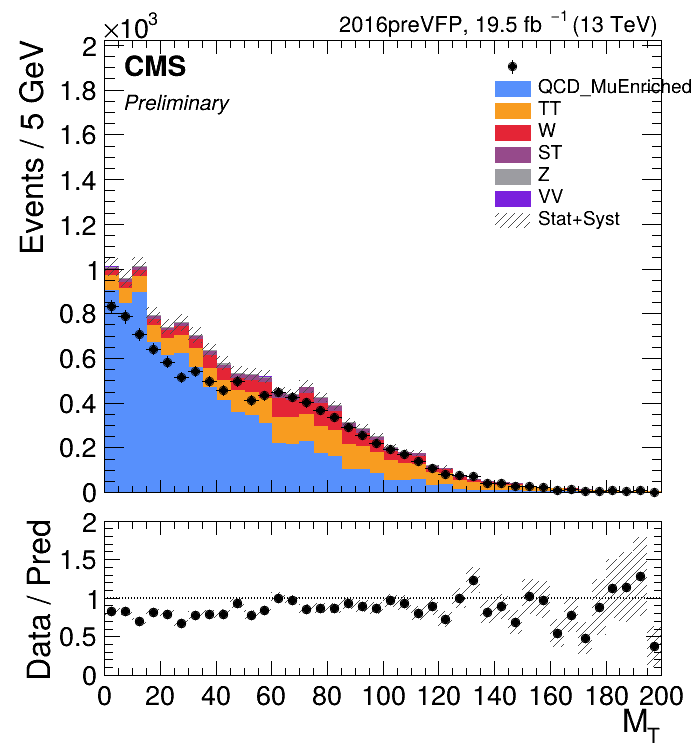 ×10³
2016preVFP, 19.5 fb ⁻¹ (13 TeV)
CMS
Preliminary
QCD_MuEnriched
TT
W
ST
Z
VV
Stat+Syst
Events / 5 GeV
2
1.8
1.6
1.4
1.2
1
0.8
0.6
0.4
0.2
0
Data / Pred
2
1.5
1
0.5
0
0 20 40 60 80 100 120 140 160 180 200
M_T